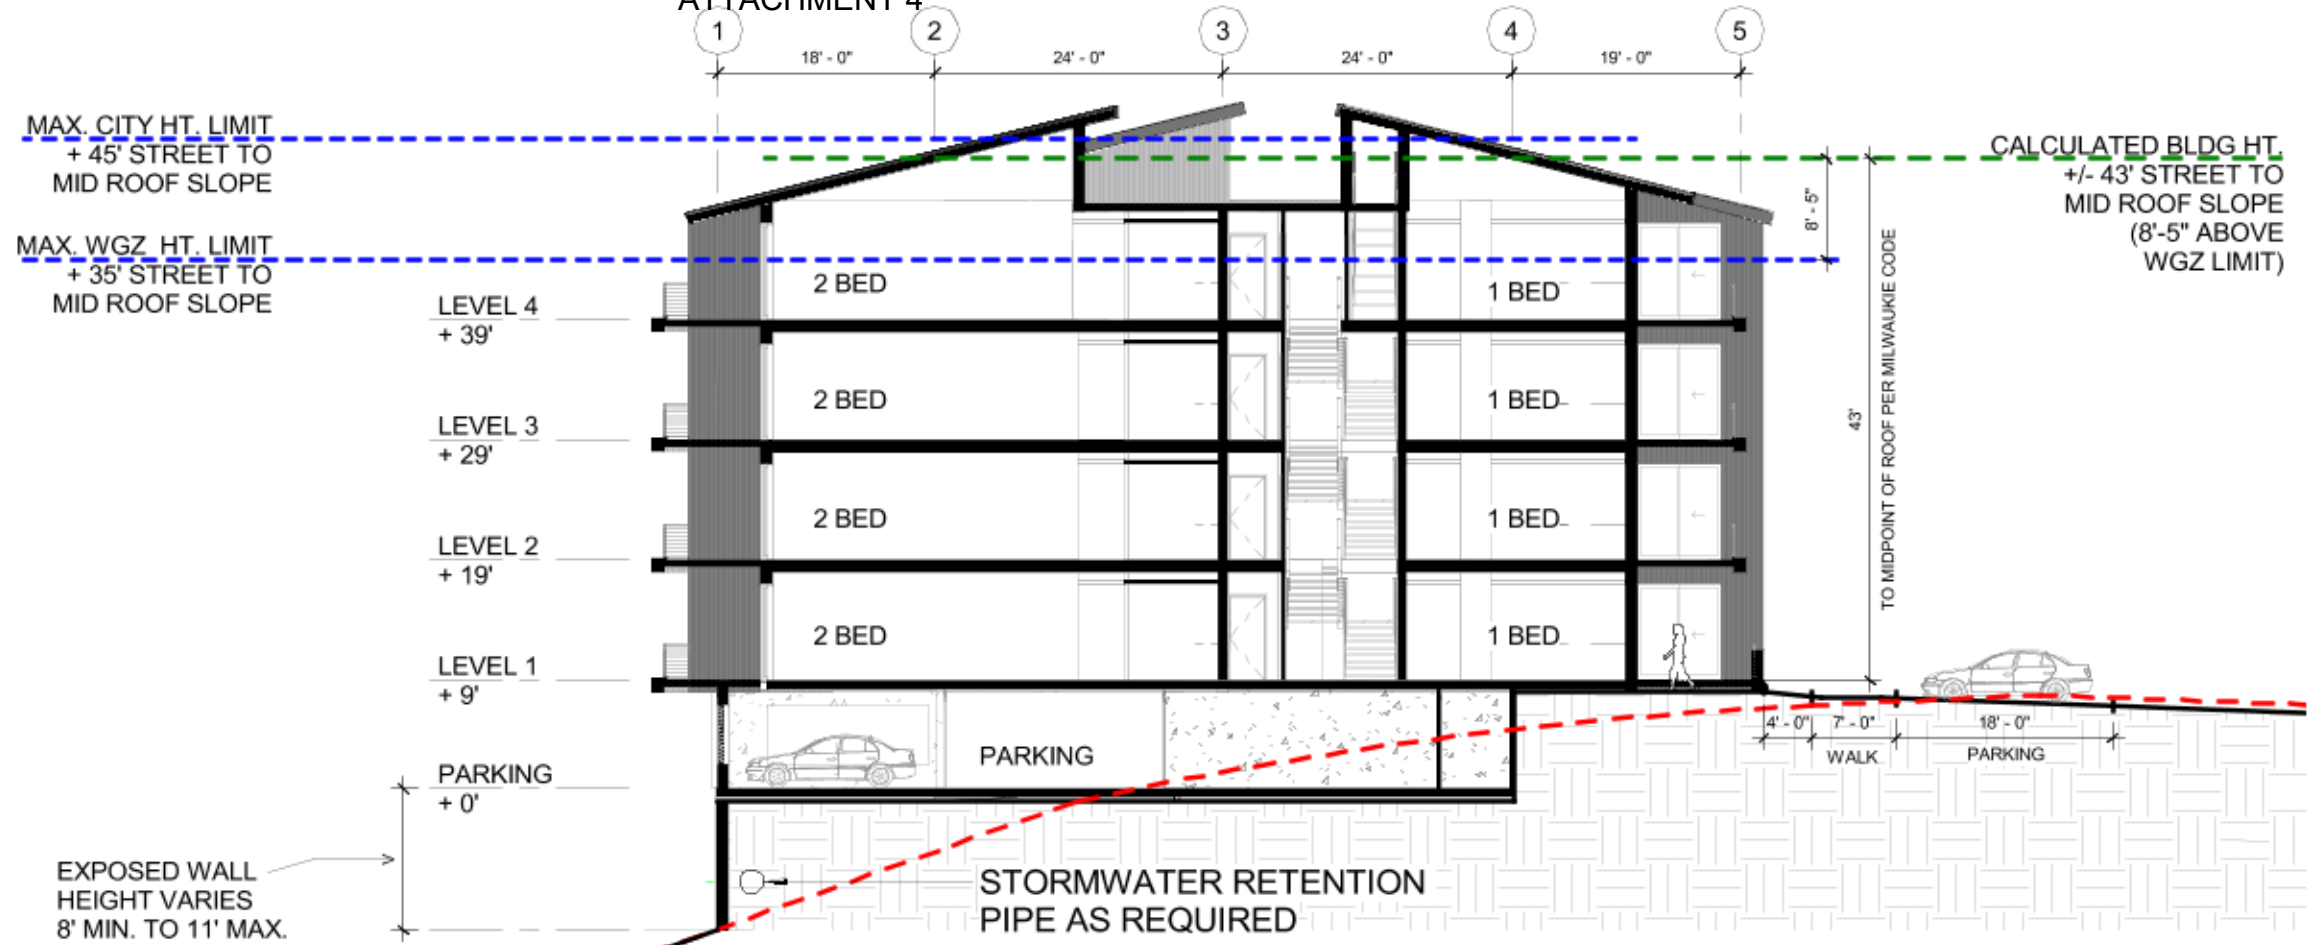 ATTACHMENT 4
1
2
3
4
5
18' - 0"
24' - 0"
24' - 0"
19' - 0"
MAX. CITY HT. LIMIT
+ 45' STREET TO
MID ROOF SLOPE
MAX. WGZ HT. LIMIT
+ 35' STREET TO
MID ROOF SLOPE
CALCULATED BLDG HT.
+/- 43' STREET TO
MID ROOF SLOPE
(8'-5" ABOVE
WGZ LIMIT)
8' - 5"
43'
TO MIDPOINT OF ROOF PER MILWAUKIE CODE
LEVEL 4
+ 39'
2 BED
1 BED
LEVEL 3
+ 29'
2 BED
1 BED
LEVEL 2
+ 19'
2 BED
1 BED
LEVEL 1
+ 9'
2 BED
1 BED
PARKING
+ 0'
PARKING
4' - 0"
7' - 0"
18' - 0"
WALK
PARKING
EXPOSED WALL
HEIGHT VARIES
8' MIN. TO 11' MAX.
STORMWATER RETENTION
PIPE AS REQUIRED